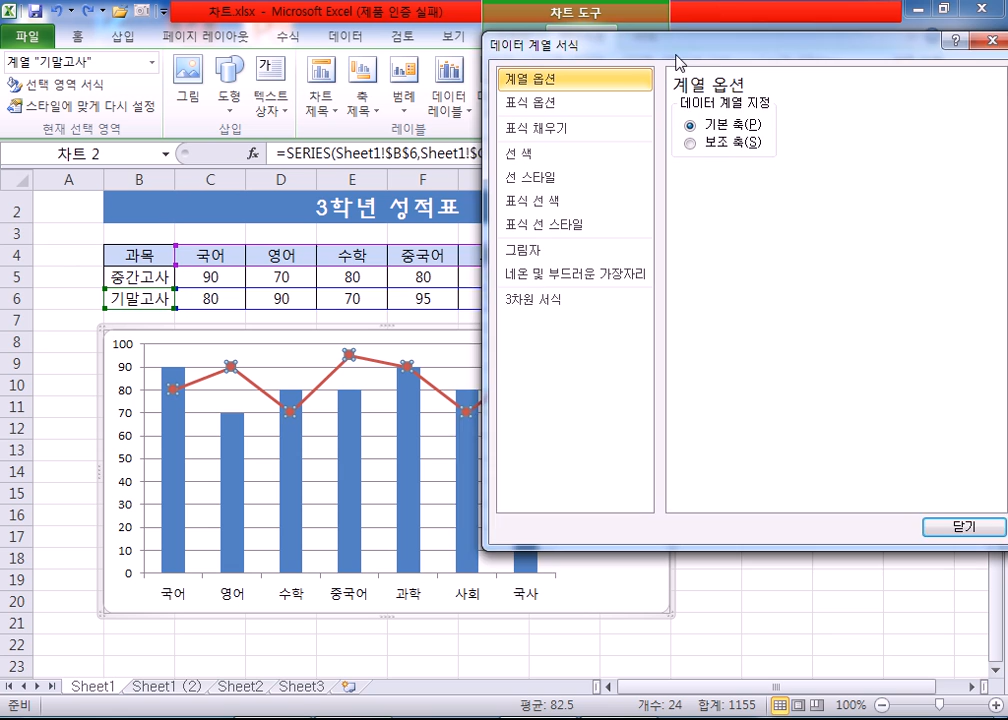 차트.xlsx - Microsoft Excel (제품 인증 실패)
차트 도구
파일 홈 삽입 페이지 레이아웃 수식 데이터 검토 보기
데이터 계열 서식
계열 "기말고사"
선택 영역 서식
스타일에 맞게 다시 설정
현재 선택 영역
그림 도형 텍스트 상자
삽입
차트 제목 축 제목 범례 데이터 레이블
레이블
차트 2 fx =SERIES(Sheet1!$B$6,Sheet1!$C
A B C D E F
2 3학년 성적표
3
4 과목 국어 영어 수학 중국어
5 중간고사 90 70 80 80
6 기말고사 80 90 70 95
7
8
9
10
11
12
13
14
15
16
17
18
19
20
21
22
23
100
90
80
70
60
50
40
30
20
10
0
국어 영어 수학 중국어 과학 사회 국사
계열 옵션
표식 옵션
표식 채우기
선 색
선 스타일
표식 선 색
표식 선 스타일
그림자
네온 및 부드러운 가장자리
3차원 서식
계열 옵션
데이터 계열 지정
기본 축(P)
보조 축(S)
닫기
Sheet1 Sheet1 (2) Sheet2 Sheet3
준비 평균: 82.5 개수: 24 합계: 1155 100%